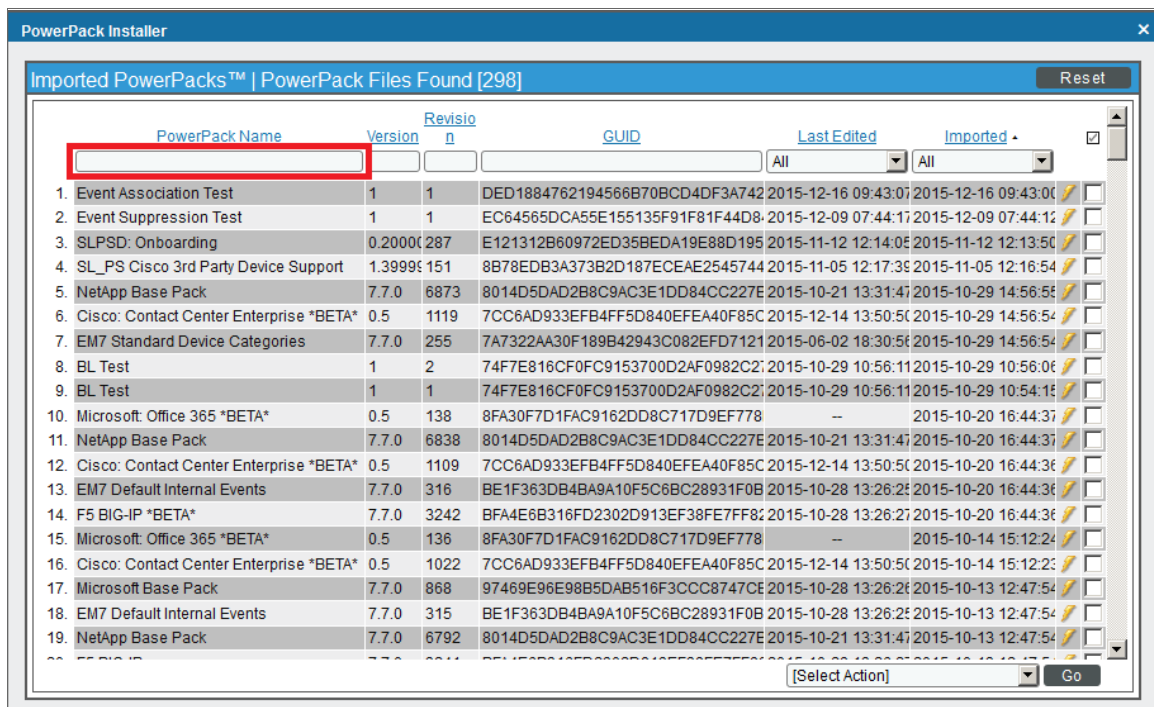 PowerPack Installer ×
Imported PowerPacks™ | PowerPack Files Found [298] Reset
PowerPack Name Version Revisio n GUID Last Edited Imported
All All
1. Event Association Test 1 1 DED1884762194566B70BCD4DF3A742 2015-12-16 09:43:07 2015-12-16 09:43:00
2. Event Suppression Test 1 1 EC64565DCA55E155135F91F81F44D8 2015-12-09 07:44:17 2015-12-09 07:44:12
3. SLPSD: Onboarding 0.2000 287 E121312B60972ED35BEDA19E88D195 2015-11-12 12:14:05 2015-11-12 12:13:50
4. SL_PS Cisco 3rd Party Device Support 1.3999 151 8B78EDB3A373B2D187ECEAE2545744 2015-11-05 12:17:39 2015-11-05 12:16:54
5. NetApp Base Pack 7.7.0 6873 8014D5DAD2B8C9AC3E1DD84CC227E 2015-10-21 13:31:47 2015-10-29 14:56:55
6. Cisco: Contact Center Enterprise *BETA* 0.5 1119 7CC6AD933EFB4FF5D840EFEA40F85C 2015-12-14 13:50:50 2015-10-29 14:56:54
7. EM7 Standard Device Categories 7.7.0 255 7A7322AA30F189B42943C082EFD7121 2015-06-02 18:30:56 2015-10-29 14:56:54
8. BL Test 1 2 74F7E816CF0FC9153700D2AF0982C2 2015-10-29 10:56:11 2015-10-29 10:56:06
9. BL Test 1 1 74F7E816CF0FC9153700D2AF0982C2 2015-10-29 10:56:11 2015-10-29 10:54:15
10. Microsoft: Office 365 *BETA* 0.5 138 8FA30F7D1FAC9162DD8C717D9EF778 -- 2015-10-20 16:44:37
11. NetApp Base Pack 7.7.0 6838 8014D5DAD2B8C9AC3E1DD84CC227E 2015-10-21 13:31:47 2015-10-20 16:44:37
12. Cisco: Contact Center Enterprise *BETA* 0.5 1109 7CC6AD933EFB4FF5D840EFEA40F85C 2015-12-14 13:50:50 2015-10-20 16:44:36
13. EM7 Default Internal Events 7.7.0 316 BE1F363DB4BA9A10F5C6BC28931F0B 2015-10-28 13:26:25 2015-10-20 16:44:36
14. F5 BIG-IP *BETA* 7.7.0 3242 BFA4E6B316FD2302D913EF38FE7FF82 2015-10-28 13:26:27 2015-10-20 16:44:36
15. Microsoft: Office 365 *BETA* 0.5 136 8FA30F7D1FAC9162DD8C717D9EF778 -- 2015-10-14 15:12:24
16. Cisco: Contact Center Enterprise *BETA* 0.5 1022 7CC6AD933EFB4FF5D840EFEA40F85C 2015-12-14 13:50:50 2015-10-14 15:12:23
17. Microsoft Base Pack 7.7.0 868 97469E96E98B5DAB516F3CCC8747CE 2015-10-28 13:26:26 2015-10-13 12:47:54
18. EM7 Default Internal Events 7.7.0 315 BE1F363DB4BA9A10F5C6BC28931F0B 2015-10-28 13:26:25 2015-10-13 12:47:54
19. NetApp Base Pack 7.7.0 6792 8014D5DAD2B8C9AC3E1DD84CC227E 2015-10-21 13:31:47 2015-10-13 12:47:54
[Select Action] Go